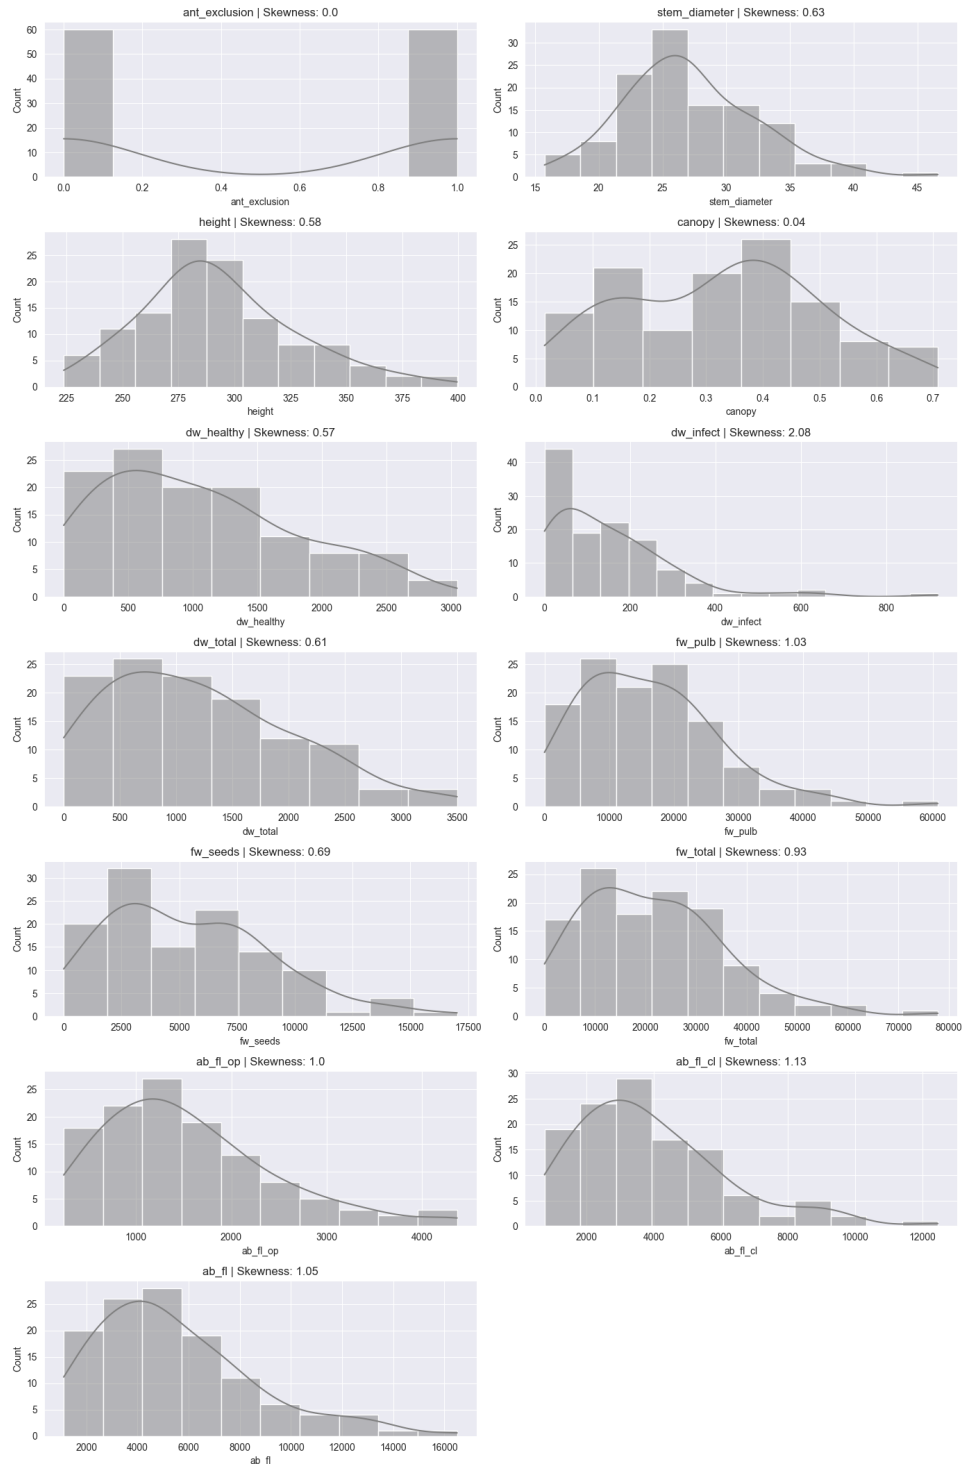 ant_exclusion | Skewness: 0.0
60
50
40
30
20
10
0
Count
0.0 0.2 0.4 0.6 0.8 1.0
ant_exclusion
stem_diameter | Skewness: 0.63
30
25
20
15
10
5
0
Count
15 20 25 30 35 40 45
stem_diameter
height | Skewness: 0.58
25
20
15
10
5
0
Count
225 250 275 300 325 350 375 400
height
canopy | Skewness: 0.04
25
20
15
10
5
0
Count
0.0 0.1 0.2 0.3 0.4 0.5 0.6 0.7
canopy
dw_healthy | Skewness: 0.57
25
20
15
10
5
0
Count
0 500 1000 1500 2000 2500 3000
dw_healthy
dw_infect | Skewness: 2.08
40
30
20
10
0
Count
0 200 400 600 800
dw_infect
dw_total | Skewness: 0.61
25
20
15
10
5
0
Count
0 500 1000 1500 2000 2500 3000 3500
dw_total
fw_pulb | Skewness: 1.03
25
20
15
10
5
0
Count
0 10000 20000 30000 40000 50000 60000
fw_pulb
fw_seeds | Skewness: 0.69
30
25
20
15
10
5
0
Count
0 2500 5000 7500 10000 12500 15000 17500
fw_seeds
fw_total | Skewness: 0.93
25
20
15
10
5
0
Count
0 10000 20000 30000 40000 50000 60000 70000 80000
fw_total
ab_fl_op | Skewness: 1.0
25
20
15
10
5
0
Count
1000 2000 3000 4000
ab_fl_op
ab_fl_cl | Skewness: 1.13
30
25
20
15
10
5
0
Count
2000 4000 6000 8000 10000 12000
ab_fl_cl
ab_fl | Skewness: 1.05
25
20
15
10
5
0
Count
2000 4000 6000 8000 10000 12000 14000 16000
ab_fl